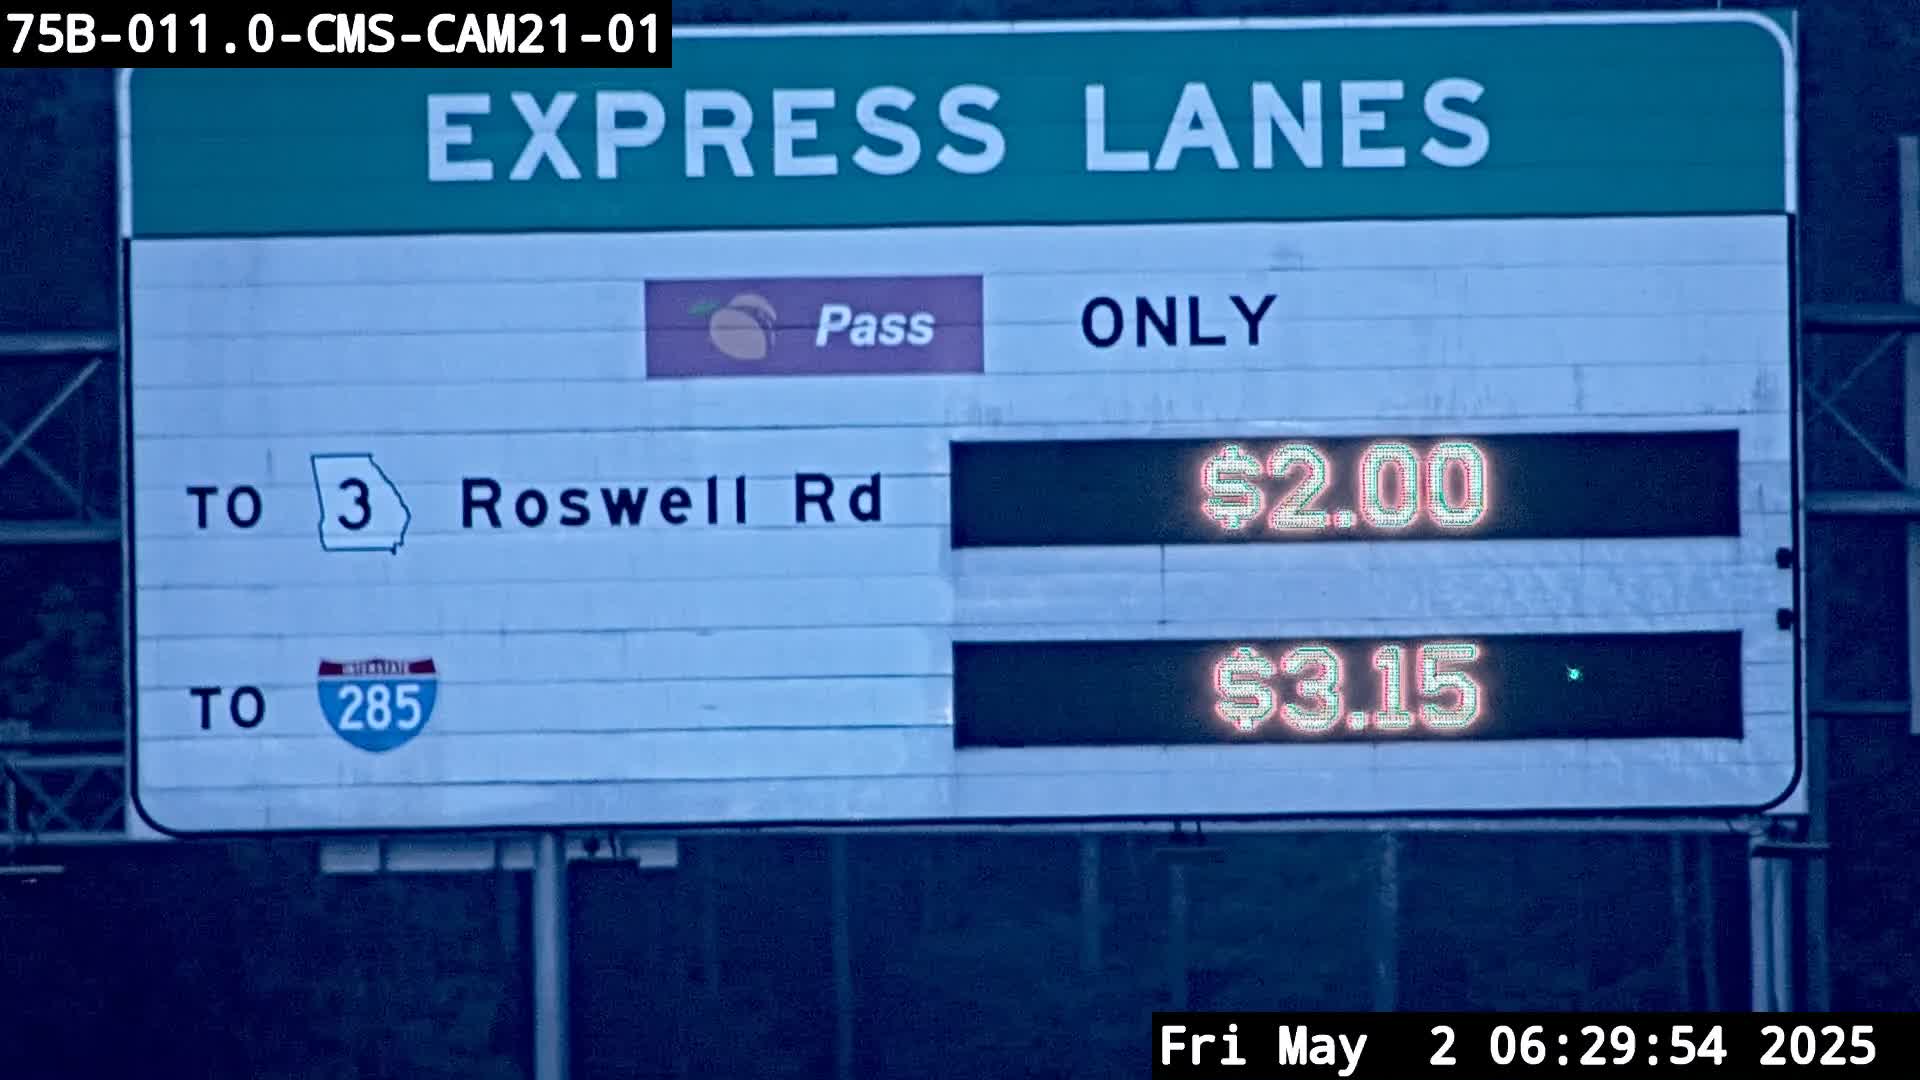 75B-011.0-CMS-CAM21-01
EXPRESS LANES
Pass ONLY
TO 3 Roswell Rd $2.00
INTERSTATE
TO 285 $3.15
Fri May 2 06:29:54 2025